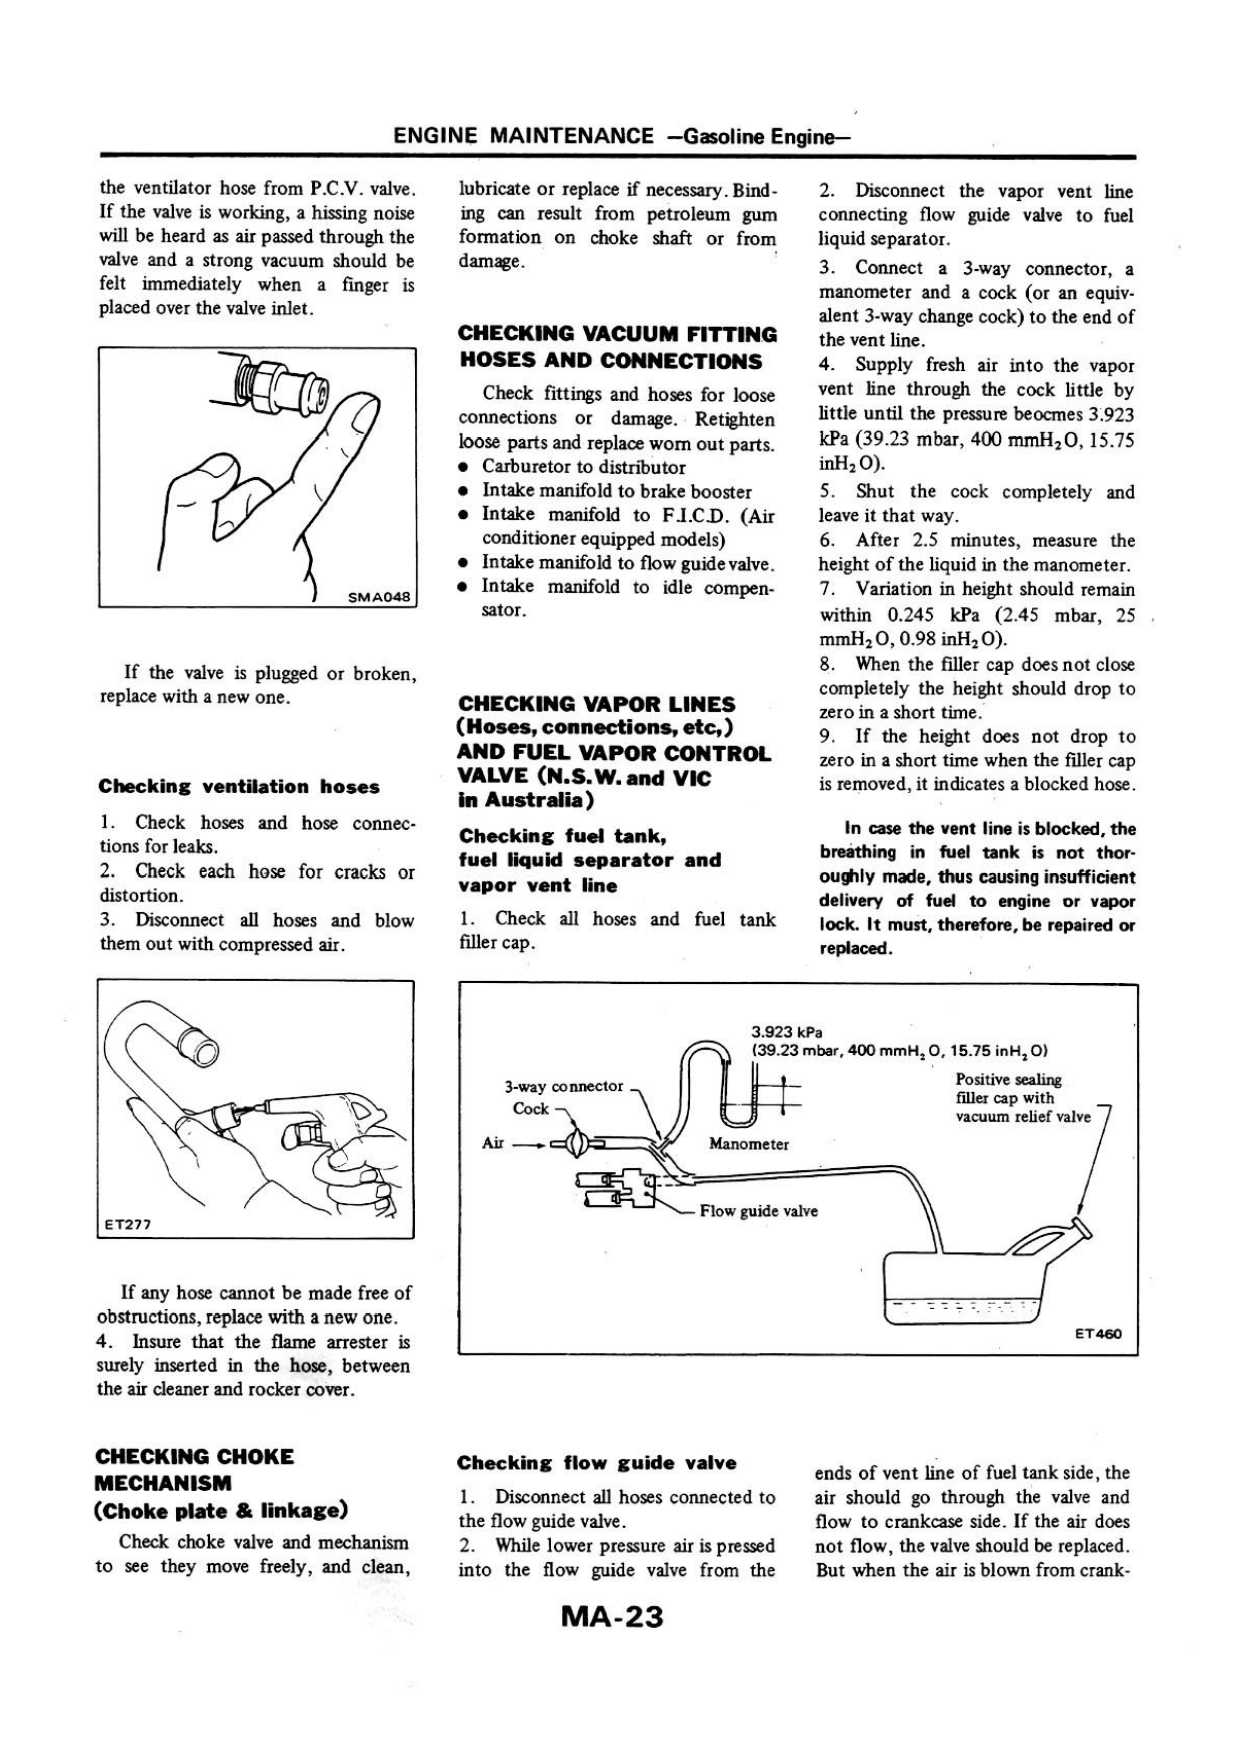 ENGINE MAINTENANCE —Gasoline Engine—
the ventilator hose from P.C.V. valve.
If the valve is working, a hissing noise
will be heard as air passed through the
valve and a strong vacuum should be
felt immediately when a finger is
placed over the valve inlet.
SMA048
If the valve is plugged or broken,
replace with a new one.
Checking ventilation hoses
1. Check hoses and hose connec-
tions for leaks.
2. Check each hose for cracks or
distortion.
3. Disconnect all hoses and blow
them out with compressed air.
ET277
If any hose cannot be made free of
obstructions, replace with a new one.
4. Insure that the flame arrester is
surely inserted in the hose, between
the air cleaner and rocker cover.
CHECKING CHOKE
MECHANISM
(Choke plate & linkage)
Check choke valve and mechanism
to see they move freely, and clean,
lubricate or replace if necessary. Bind-
ing can result from petroleum gum
formation on choke shaft or from
damage.
CHECKING VACUUM FITTING
HOSES AND CONNECTIONS
Check fittings and hoses for loose
connections or damage. Retighten
loose parts and replace worn out parts.
● Carburetor to distributor
● Intake manifold to brake booster
● Intake manifold to F.I.C.D. (Air
conditioner equipped models)
● Intake manifold to flow guide valve.
● Intake manifold to idle compen-
sator.
CHECKING VAPOR LINES
(Hoses, connections, etc,)
AND FUEL VAPOR CONTROL
VALVE (N.S.W. and VIC
in Australia)
Checking fuel tank,
fuel liquid separator and
vapor vent line
1. Check all hoses and fuel tank
filler cap.
2. Disconnect the vapor vent line
connecting flow guide valve to fuel
liquid separator.
3. Connect a 3-way connector, a
manometer and a cock (or an equiv-
alent 3-way change cock) to the end of
the vent line.
4. Supply fresh air into the vapor
vent line through the cock little by
little until the pressure beocmes 3.923
kPa (39.23 mbar, 400 mmH₂O, 15.75
inH₂O).
5. Shut the cock completely and
leave it that way.
6. After 2.5 minutes, measure the
height of the liquid in the manometer.
7. Variation in height should remain
within 0.245 kPa (2.45 mbar, 25
mmH₂O, 0.98 inH₂O).
8. When the filler cap does not close
completely the height should drop to
zero in a short time.
9. If the height does not drop to
zero in a short time when the filler cap
is removed, it indicates a blocked hose.
In case the vent line is blocked, the
breathing in fuel tank is not thor-
oughly made, thus causing insufficient
delivery of fuel to engine or vapor
lock. It must, therefore, be repaired or
replaced.
3.923 kPa
(39.23 mbar, 400 mmH₂O, 15.75 inH₂O)
3-way connector
Cock
Air
Manometer
Positive sealing
filler cap with
vacuum relief valve
Flow guide valve
ET460
Checking flow guide valve
1. Disconnect all hoses connected to
the flow guide valve.
2. While lower pressure air is pressed
into the flow guide valve from the
ends of vent line of fuel tank side, the
air should go through the valve and
flow to crankcase side. If the air does
not flow, the valve should be replaced.
But when the air is blown from crank-
MA-23